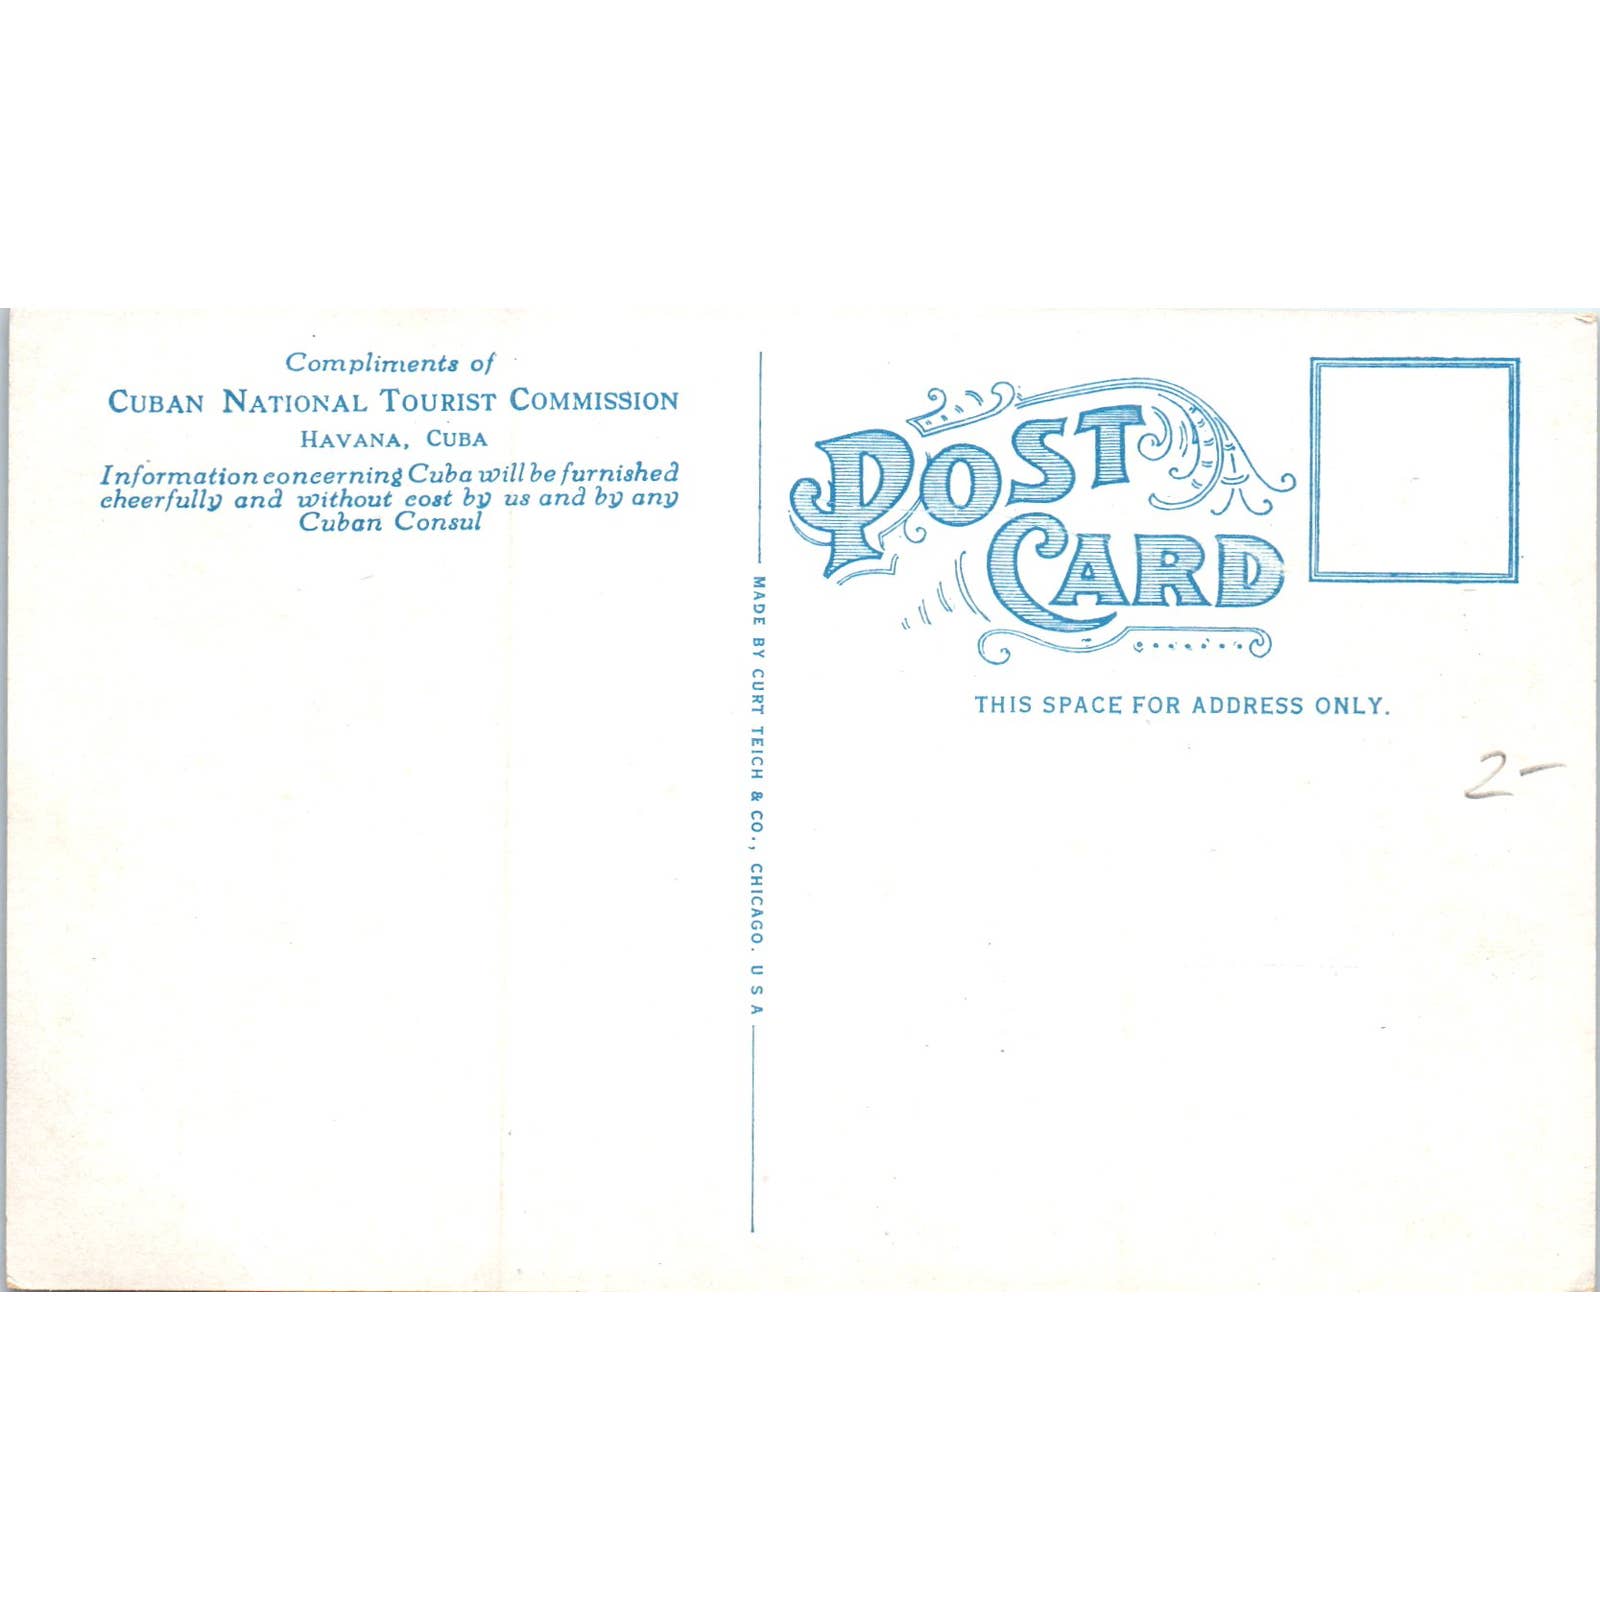 Compliments of
CUBAN NATIONAL TOURIST COMMISSION
HAVANA, CUBA
Information concerning Cuba will be furnished
cheerfully and without cost by us and by any
Cuban Consul
MADE BY CURT TEICH & CO., CHICAGO. U S A
POST
CARD
THIS SPACE FOR ADDRESS ONLY.
2-